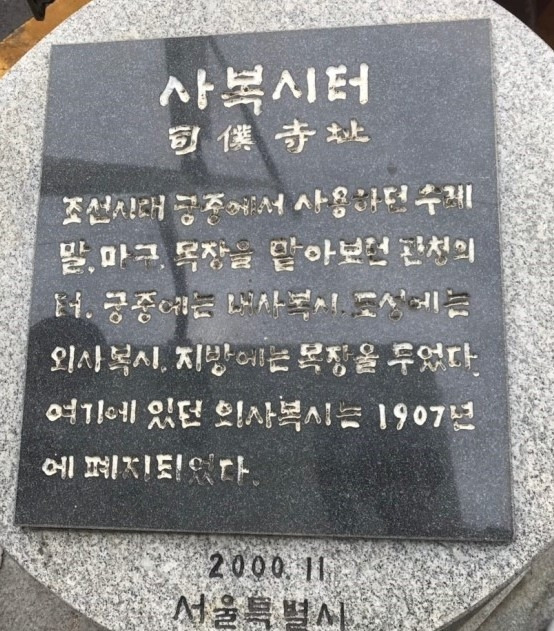 사복시터
司僕寺址
조선시대 궁중에서 사용하던 수레
말, 마구, 목장을 맡아보던 관청의
터. 궁중에는 내사복시, 도성에는
외사복시, 지방에는 목장을 두었다.
여기에 있던 외사복시는 1907년
에 폐지되었다.
2000. 11
서울특별시